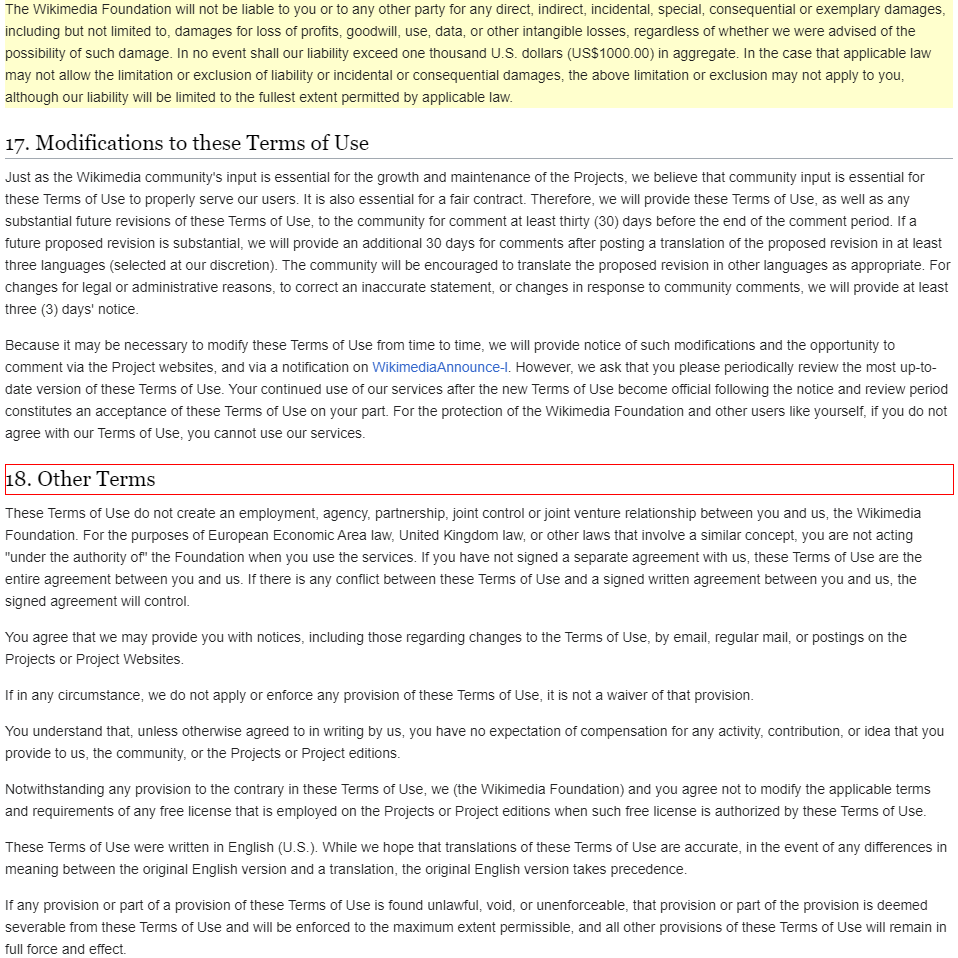 The Wikimedia Foundation will not be liable to you or to any other party for any direct, indirect, incidental, special, consequential or exemplary damages,
including but not limited to, damages for loss of profits, goodwill, use, data, or other intangible losses, regardless of whether we were advised of the
possibility of such damage. In no event shall our liability exceed one thousand U.S. dollars (US$1000.00) in aggregate. In the case that applicable law
may not allow the limitation or exclusion of liability or incidental or consequential damages, the above limitation or exclusion may not apply to you,
although our liability will be limited to the fullest extent permitted by applicable law.
17. Modifications to these Terms of Use
Just as the Wikimedia community's input is essential for the growth and maintenance of the Projects, we believe that community input is essential for
these Terms of Use to properly serve our users. It is also essential for a fair contract. Therefore, we will provide these Terms of Use, as well as any
substantial future revisions of these Terms of Use, to the community for comment at least thirty (30) days before the end of the comment period. If a
future proposed revision is substantial, we will provide an additional 30 days for comments after posting a translation of the proposed revision in at least
three languages (selected at our discretion). The community will be encouraged to translate the proposed revision in other languages as appropriate. For
changes for legal or administrative reasons, to correct an inaccurate statement, or changes in response to community comments, we will provide at least
three (3) days' notice.
Because it may be necessary to modify these Terms of Use from time to time, we will provide notice of such modifications and the opportunity to
comment via the Project websites, and via a notification on WikimediaAnnounce-l. However, we ask that you please periodically review the most up-to-
date version of these Terms of Use. Your continued use of our services after the new Terms of Use become official following the notice and review period
constitutes an acceptance of these Terms of Use on your part. For the protection of the Wikimedia Foundation and other users like yourself, if you do not
agree with our Terms of Use, you cannot use our services.
18. Other Terms
These Terms of Use do not create an employment, agency, partnership, joint control or joint venture relationship between you and us, the Wikimedia
Foundation. For the purposes of European Economic Area law, United Kingdom law, or other laws that involve a similar concept, you are not acting
"under the authority of" the Foundation when you use the services. If you have not signed a separate agreement with us, these Terms of Use are the
entire agreement between you and us. If there is any conflict between these Terms of Use and a signed written agreement between you and us, the
signed agreement will control.
You agree that we may provide you with notices, including those regarding changes to the Terms of Use, by email, regular mail, or postings on the
Projects or Project Websites.
If in any circumstance, we do not apply or enforce any provision of these Terms of Use, it is not a waiver of that provision.
You understand that, unless otherwise agreed to in writing by us, you have no expectation of compensation for any activity, contribution, or idea that you
provide to us, the community, or the Projects or Project editions.
Notwithstanding any provision to the contrary in these Terms of Use, we (the Wikimedia Foundation) and you agree not to modify the applicable terms
and requirements of any free license that is employed on the Projects or Project editions when such free license is authorized by these Terms of Use.
These Terms of Use were written in English (U.S.). While we hope that translations of these Terms of Use are accurate, in the event of any differences in
meaning between the original English version and a translation, the original English version takes precedence.
If any provision or part of a provision of these Terms of Use is found unlawful, void, or unenforceable, that provision or part of the provision is deemed
severable from these Terms of Use and will be enforced to the maximum extent permissible, and all other provisions of these Terms of Use will remain in
full force and effect.